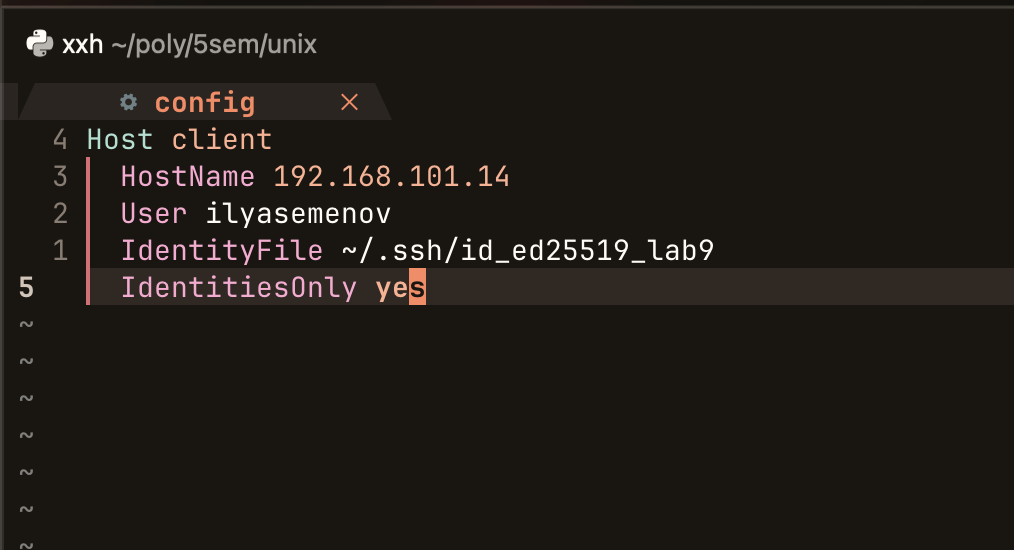 xxh ~/poly/5sem/unix
config ×
4 Host client
3 HostName 192.168.101.14
2 User ilyasemenov
1 IdentityFile ~/.ssh/id_ed25519_lab9
5 IdentitiesOnly yes
~
~
~
~
~
~
~